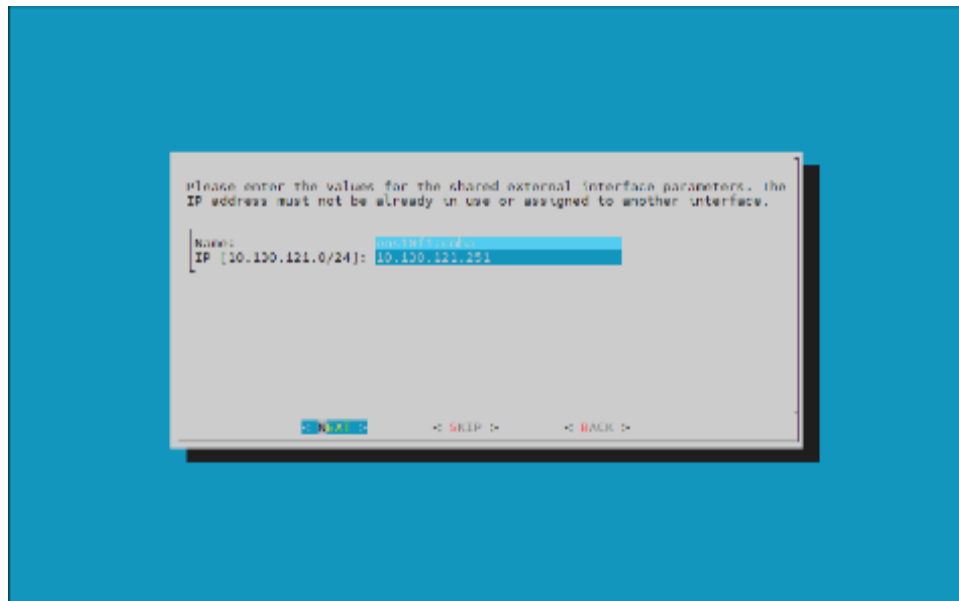 Please enter the values for the shared external interface parameters. The
IP address must not be already in use or assigned to another interface.
Name:
IP [10.130.121.0/24]: 10.130.121.251
< NEXT > < SKIP > < BACK >